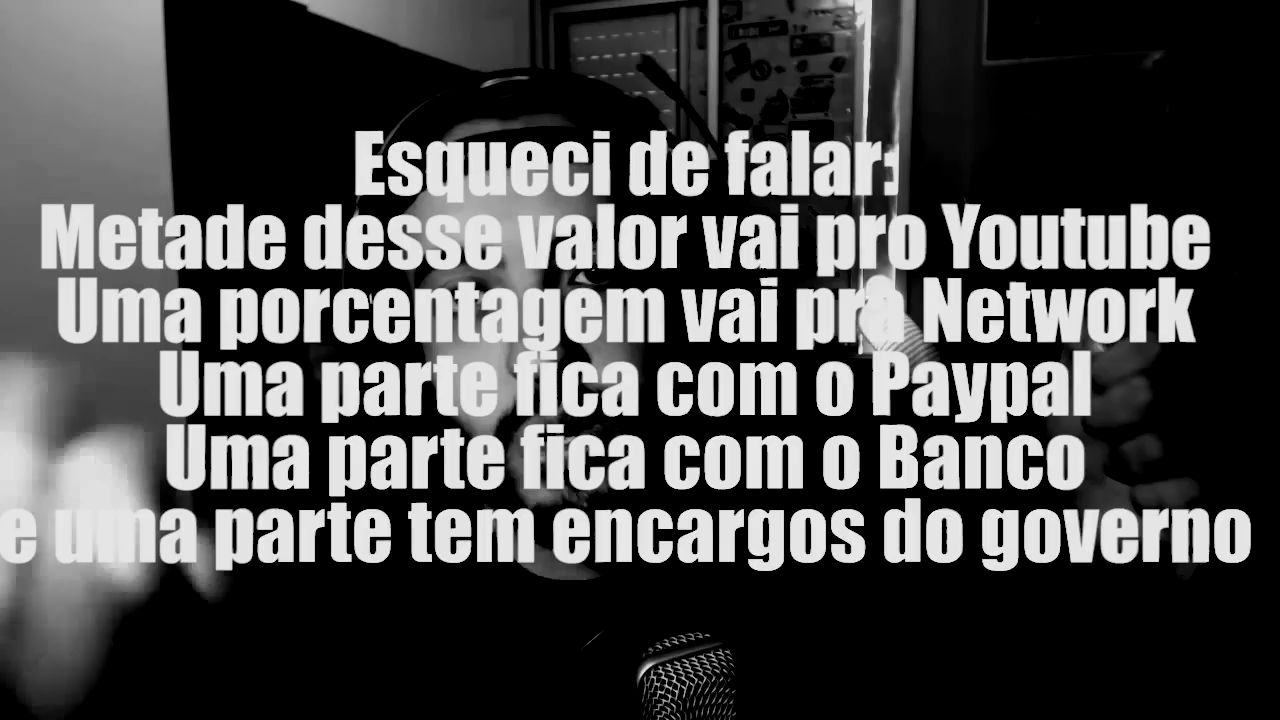 Esqueci de falar:
Metade desse valor vai pro Youtube
Uma porcentagem vai pra Network
Uma parte fica com o Paypal
Uma parte fica com o Banco
e uma parte tem encargos do governo